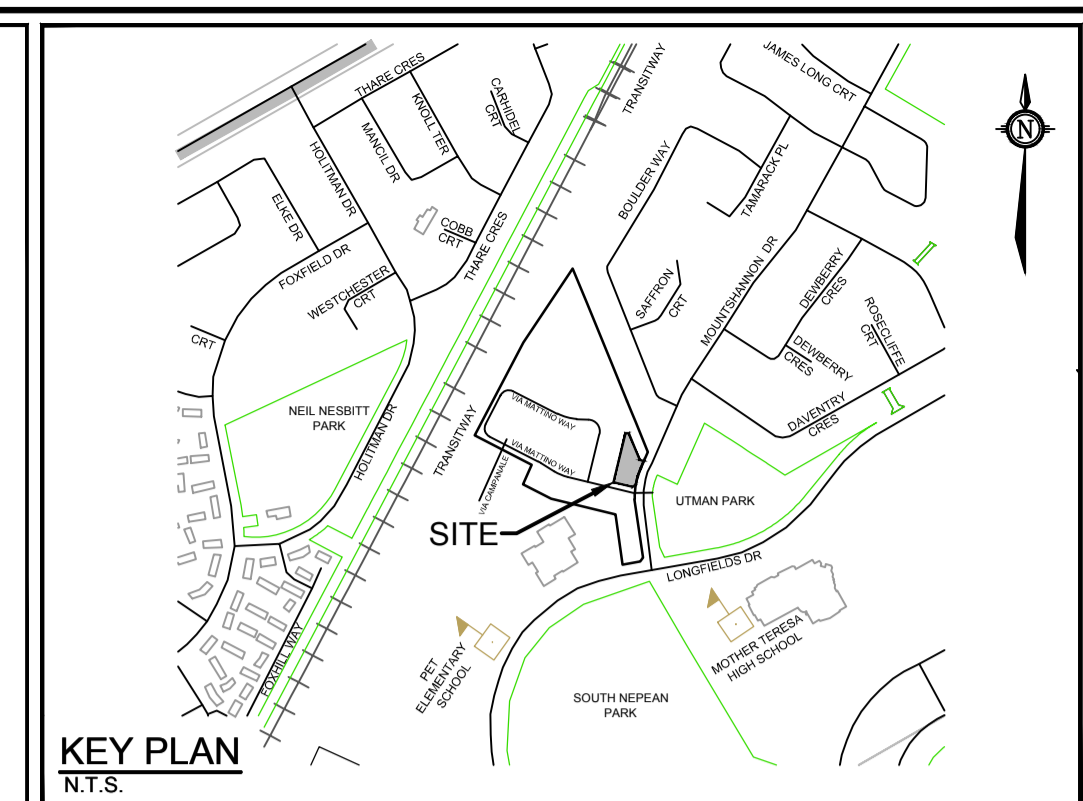 THARE CRES
TRANSITWAY
JAMES LONG CRT
CARHIDEL
CRT
KNOLL TER
MANCIL DR
HOLITMAN DR
N
ELKE DR
BOULDER WAY
TAMARACK PL
COBB
CRT
THARE CRES
FOXFIELD DR
WESTCHESTER
CRT
SAFFRON
CRT
MOUNTSHANNON DR
DEWBERRY
CRES
ROSECLIFFE
CRT
DEWBERRY
CRES
CRT
NEIL NESBITT
PARK
HOLITMAN DR
TRANSITWAY
VIA MATTINO WAY
VIA MATTINO WAY
VIA CAMPANALE
DAVENTRY
CRES
UTMAN PARK
SITE
LONGFIELDS DR
FOXHILL WAY
PET
ELEMENTARY
SCHOOL
MOTHER TERESA
HIGH SCHOOL
SOUTH NEPEAN
PARK
KEY PLAN
N.T.S.